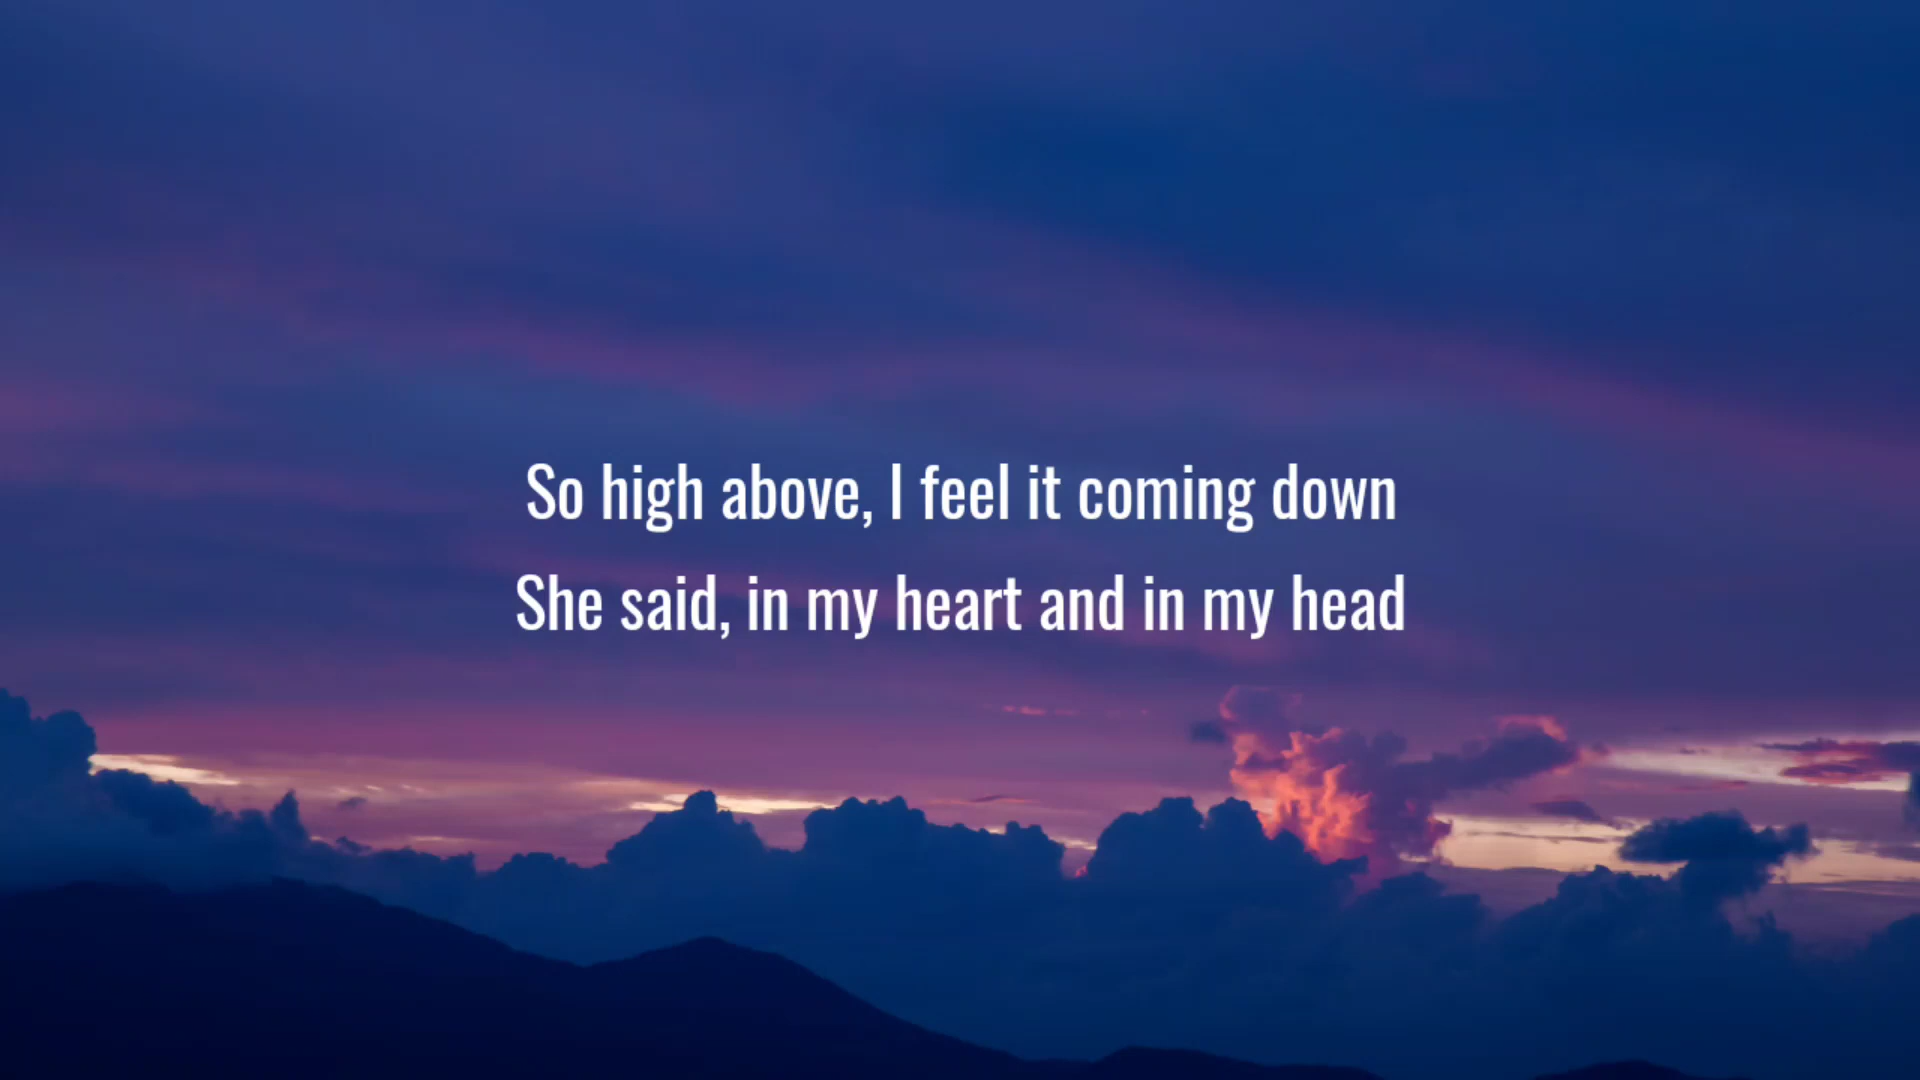 So high above, I feel it coming down
She said, in my heart and in my head